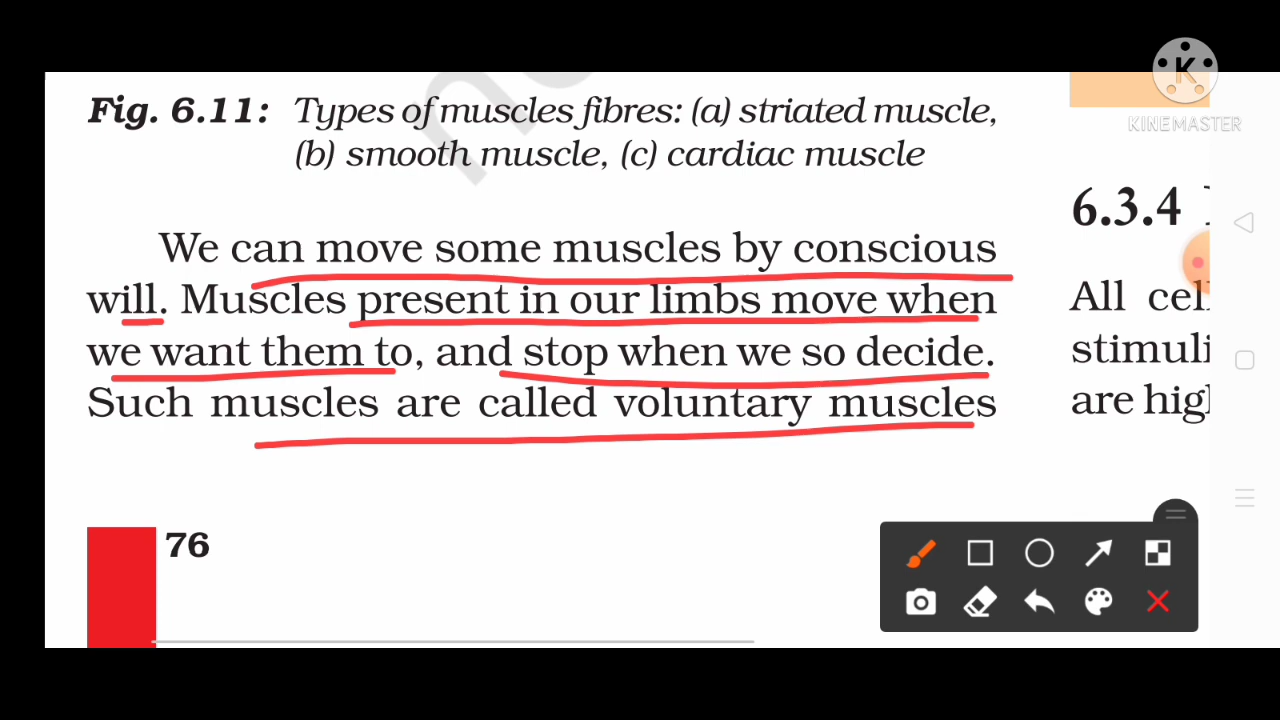 Fig. 6.11: Types of muscles fibres: (a) striated muscle,
(b) smooth muscle, (c) cardiac muscle
We can move some muscles by conscious
will. Muscles present in our limbs move when
we want them to, and stop when we so decide.
Such muscles are called voluntary muscles
76
K
KINEMASTER
6.3.4
All
stimuli
are